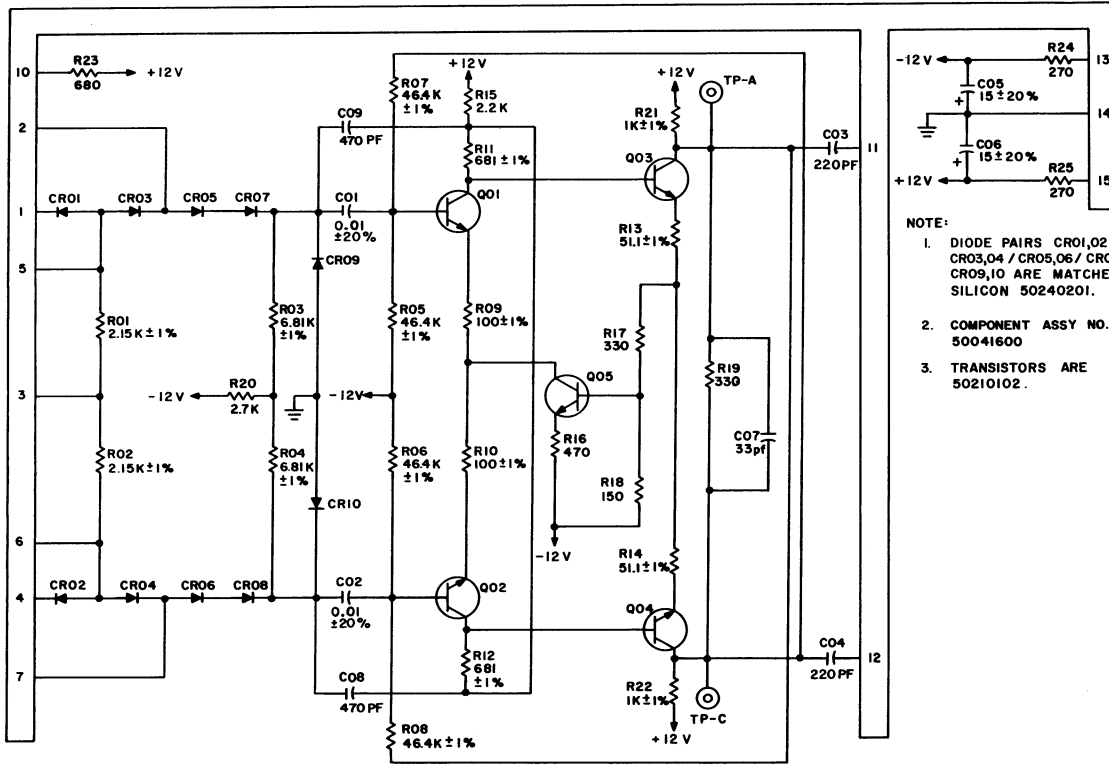 10
R23
680
+12V
R07
46.4K
±1%
+12V
R15
2.2K
+12V
TP-A
-12V
R24
270
13
C05
15±20%
14
C06
15±20%
+12V
R25
270
15
2
C09
470 PF
R11
681±1%
R21
1K±1%
C03
220PF
11
Q03
CR01
CR03
CR05
CR07
C01
0.01
±20%
Q01
1
R13
51.1±1%
NOTE:
1. DIODE PAIRS CR01,02
CR03,04 / CR05,06 / CR0
CR09,10 ARE MATCHE
SILICON 50240201.
2. COMPONENT ASSY NO.
50041600
3. TRANSISTORS ARE
50210102.
5
CR09
R01
2.15K±1%
R03
6.81K
±1%
R05
46.4K
±1%
R09
100±1%
R17
330
R19
330
Q05
3
-12V
R20
2.7K
-12V
R16
470
C07
33pf
R02
2.15K±1%
R04
6.81K
±1%
R06
46.4K
±1%
R10
100±1%
R18
150
CR10
6
-12V
R14
51.1±1%
4
CR02
CR04
CR06
CR08
C02
0.01
±20%
Q02
Q04
C04
220PF
12
7
R12
681
±1%
C08
470PF
R22
1K±1%
TP-C
R08
46.4K±1%
+12V